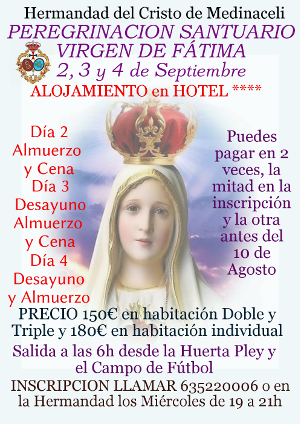 Hermandad del Cristo de Medinaceli
PEREGRINACION SANTUARIO
VIRGEN DE FÁTIMA
2, 3 y 4 de Septiembre
ALOJAMIENTO en HOTEL ****
Día 2
Almuerzo
y Cena
Día 3
Desayuno
Almuerzo
y Cena
Día 4
Desayuno
y Almuerzo
Puedes
pagar en 2
veces, la
mitad en la
inscripción
y la otra
antes del
10 de
Agosto
PRECIO 150€ en habitación Doble y
Triple y 180€ en habitación individual
Salida a las 6h desde la Huerta Pley y
el Campo de Fútbol
INSCRIPCION LLAMAR 635220006 o en
la Hermandad los Miércoles de 19 a 21h